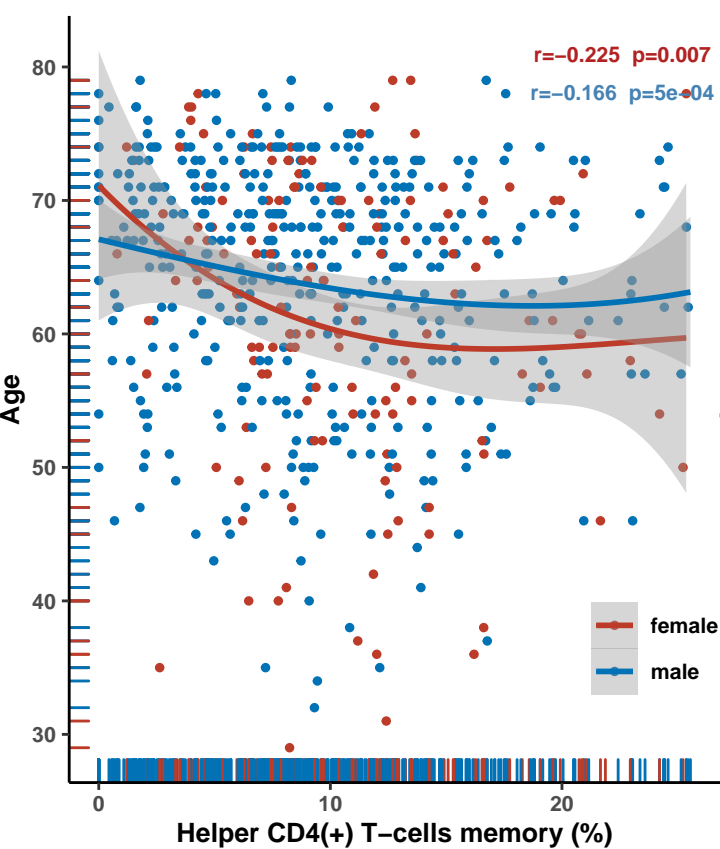 r=−0.225 p=0.007
r=−0.166 p=5e−04
80
70
60
50
40
30
Age
female
male
0 10 20
Helper CD4(+) T−cells memory (%)